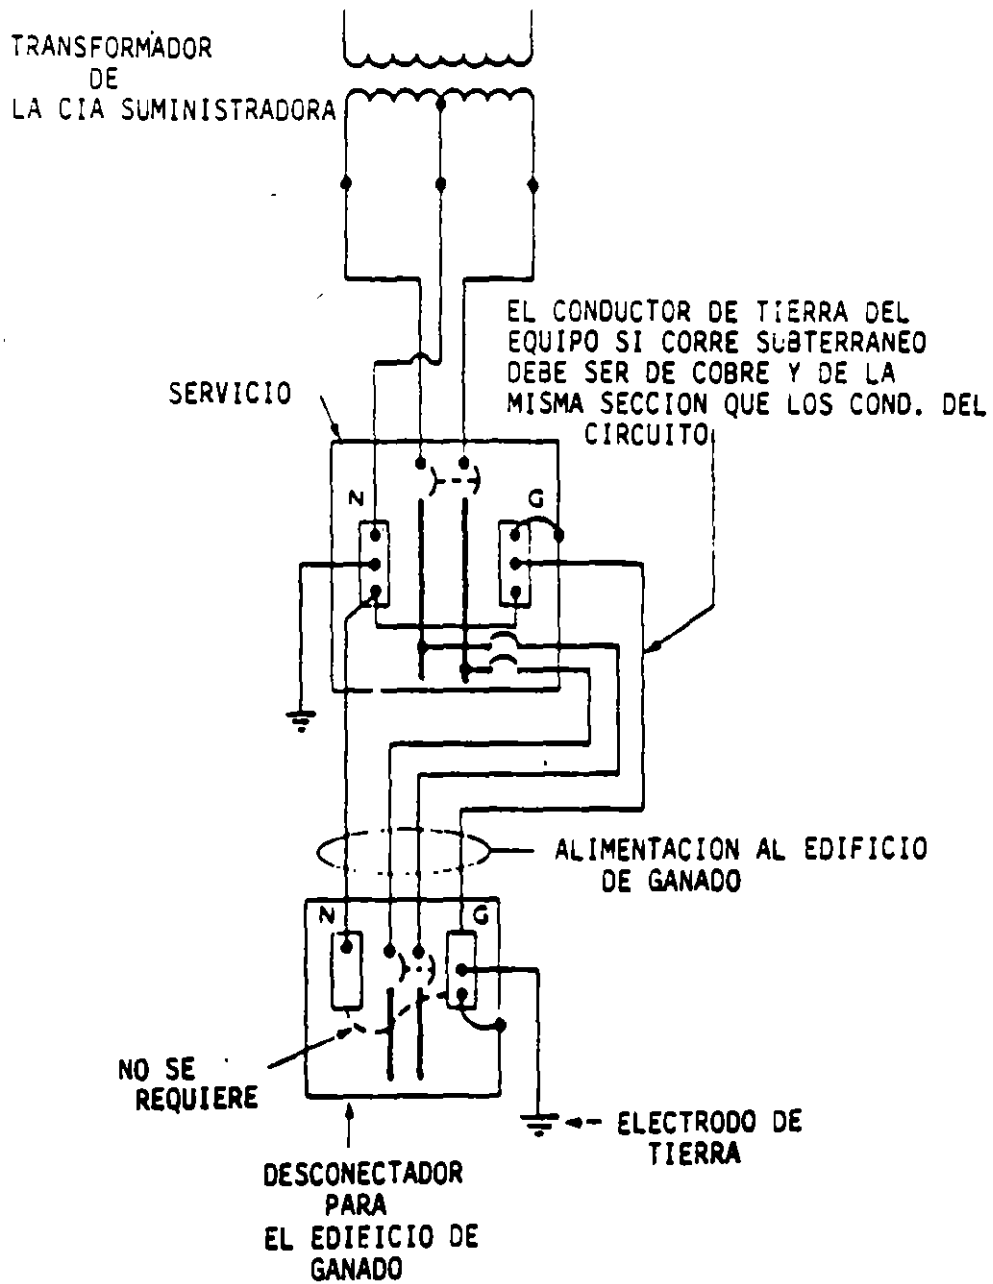 TRANSFORMADOR
DE
LA CIA SUMINISTRADORA
EL CONDUCTOR DE TIERRA DEL
EQUIPO SI CORRE SUBTERRANEO
DEBE SER DE COBRE Y DE LA
MISMA SECCION QUE LOS COND. DEL
CIRCUITO
SERVICIO
N
G
ALIMENTACION AL EDIFICIO
DE GANADO
N
G
NO SE
REQUIERE
ELECTRODO DE
TIERRA
DESCONECTADOR
PARA
EL EDIEICIO DE
GANADO